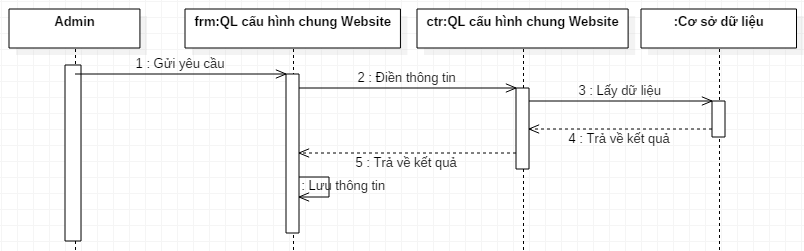 Admin
frm:QL cấu hình chung Website
ctr:QL cấu hình chung Website
:Cơ sở dữ liệu
1 : Gửi yêu cầu
2 : Điền thông tin
3 : Lấy dữ liệu
4 : Trả về kết quả
5 : Trả về kết quả
: Lưu thông tin